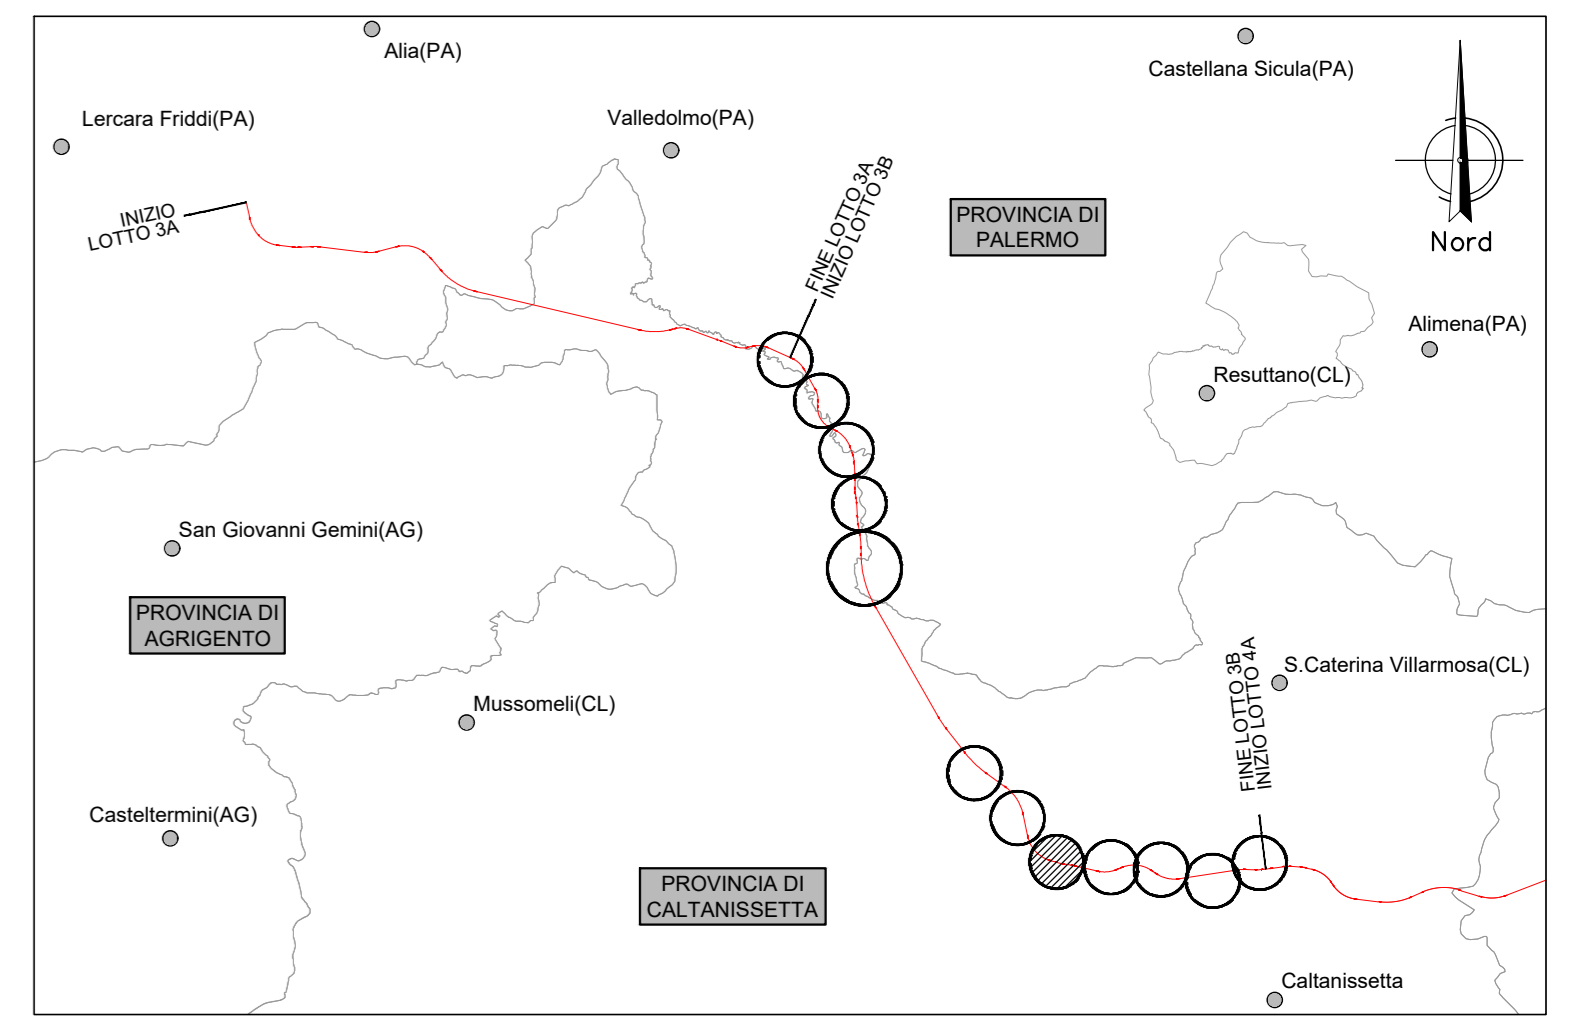 Alia(PA)
Castellana Sicula(PA)
Lercara Friddi(PA)
Valledolmo(PA)
INIZIO
LOTTO 3A
FINE LOTTO 3A
INIZIO LOTTO 3B
PROVINCIA DI
PALERMO
Nord
Alimena(PA)
Resuttano(CL)
San Giovanni Gemini(AG)
PROVINCIA DI
AGRIGENTO
FINE LOTTO 3B
INIZIO LOTTO 4A
S.Caterina Villarmosa(CL)
Mussomeli(CL)
Casteltermini(AG)
PROVINCIA DI
CALTANISSETTA
Caltanissetta